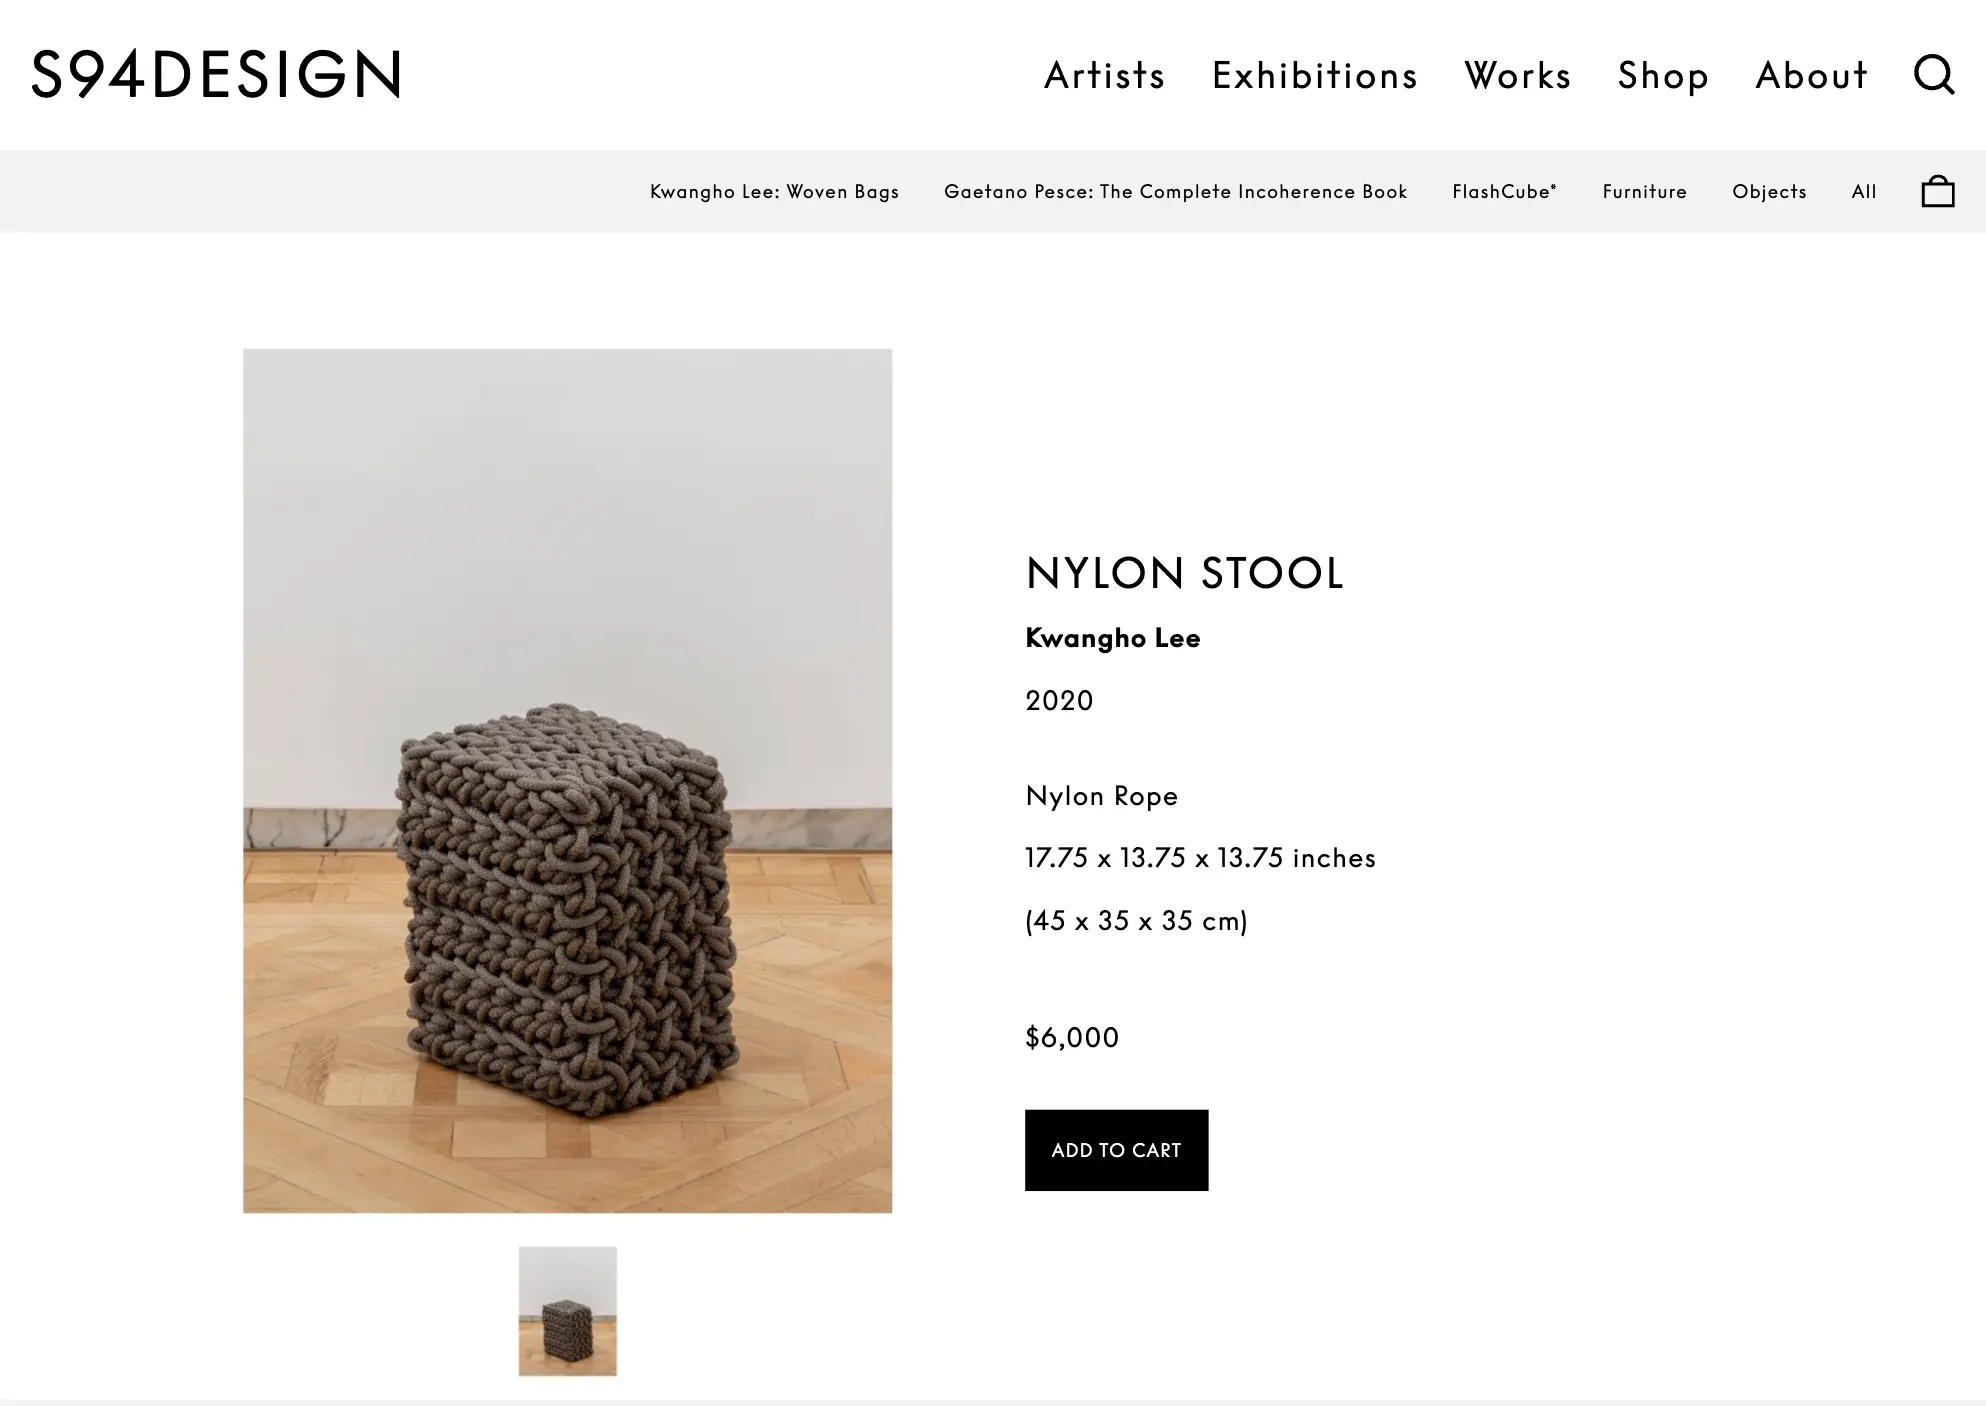 S94DESIGN
Artists Exhibitions Works Shop About
Kwangho Lee: Woven Bags Gaetano Pesce: The Complete Incoherence Book FlashCube* Furniture Objects All
NYLON STOOL
Kwangho Lee
2020
Nylon Rope
17.75 x 13.75 x 13.75 inches
(45 x 35 x 35 cm)
$6,000
ADD TO CART